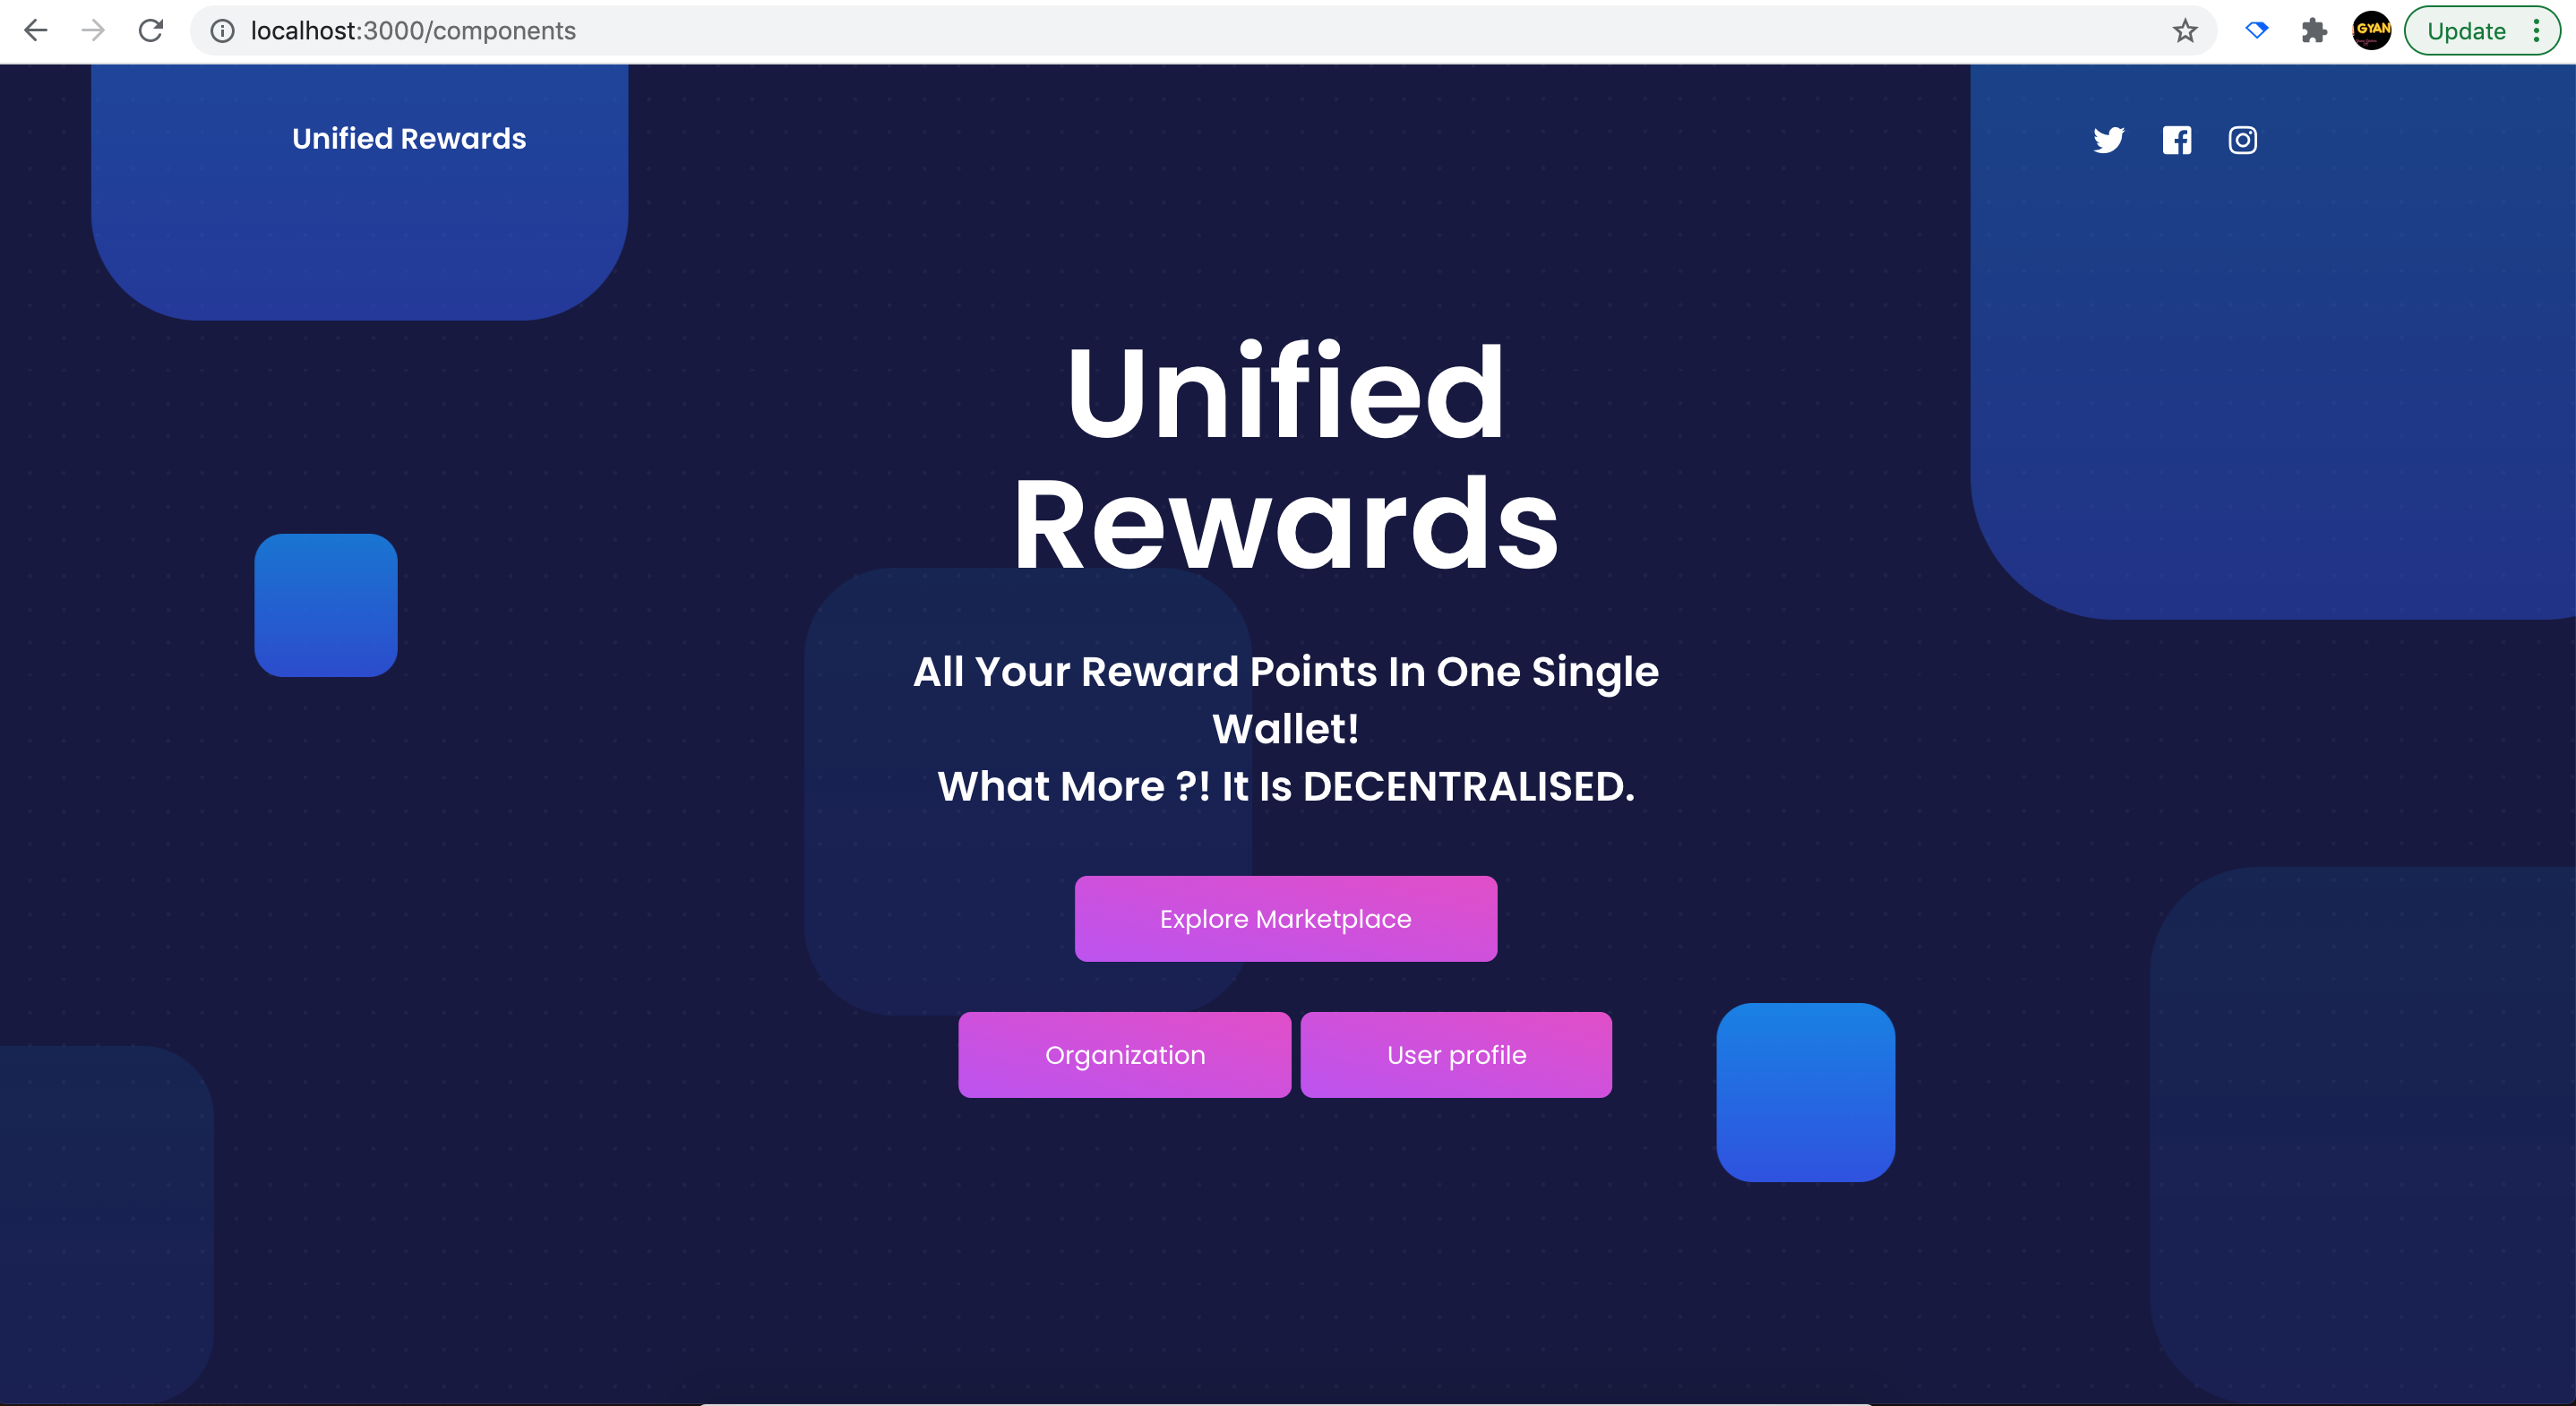 localhost:3000/components
GYAN
Update
Unified Rewards
Unified
Rewards
All Your Reward Points In One Single
Wallet!
What More ?! It Is DECENTRALISED.
Explore Marketplace
Organization
User profile